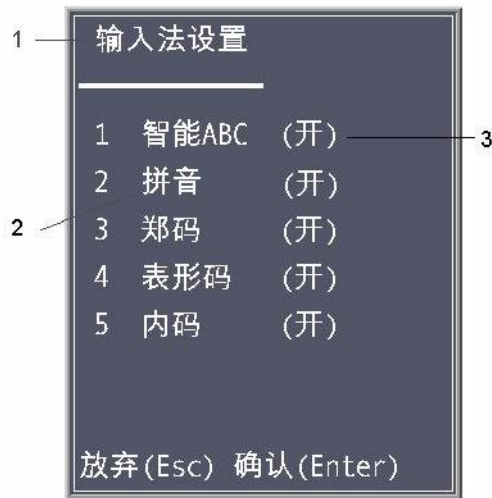 1 输入法设置
1 智能ABC (开) 3
2 拼音 (开)
2
3 郑码 (开)
4 表形码 (开)
5 内码 (开)
放弃(Esc) 确认(Enter)